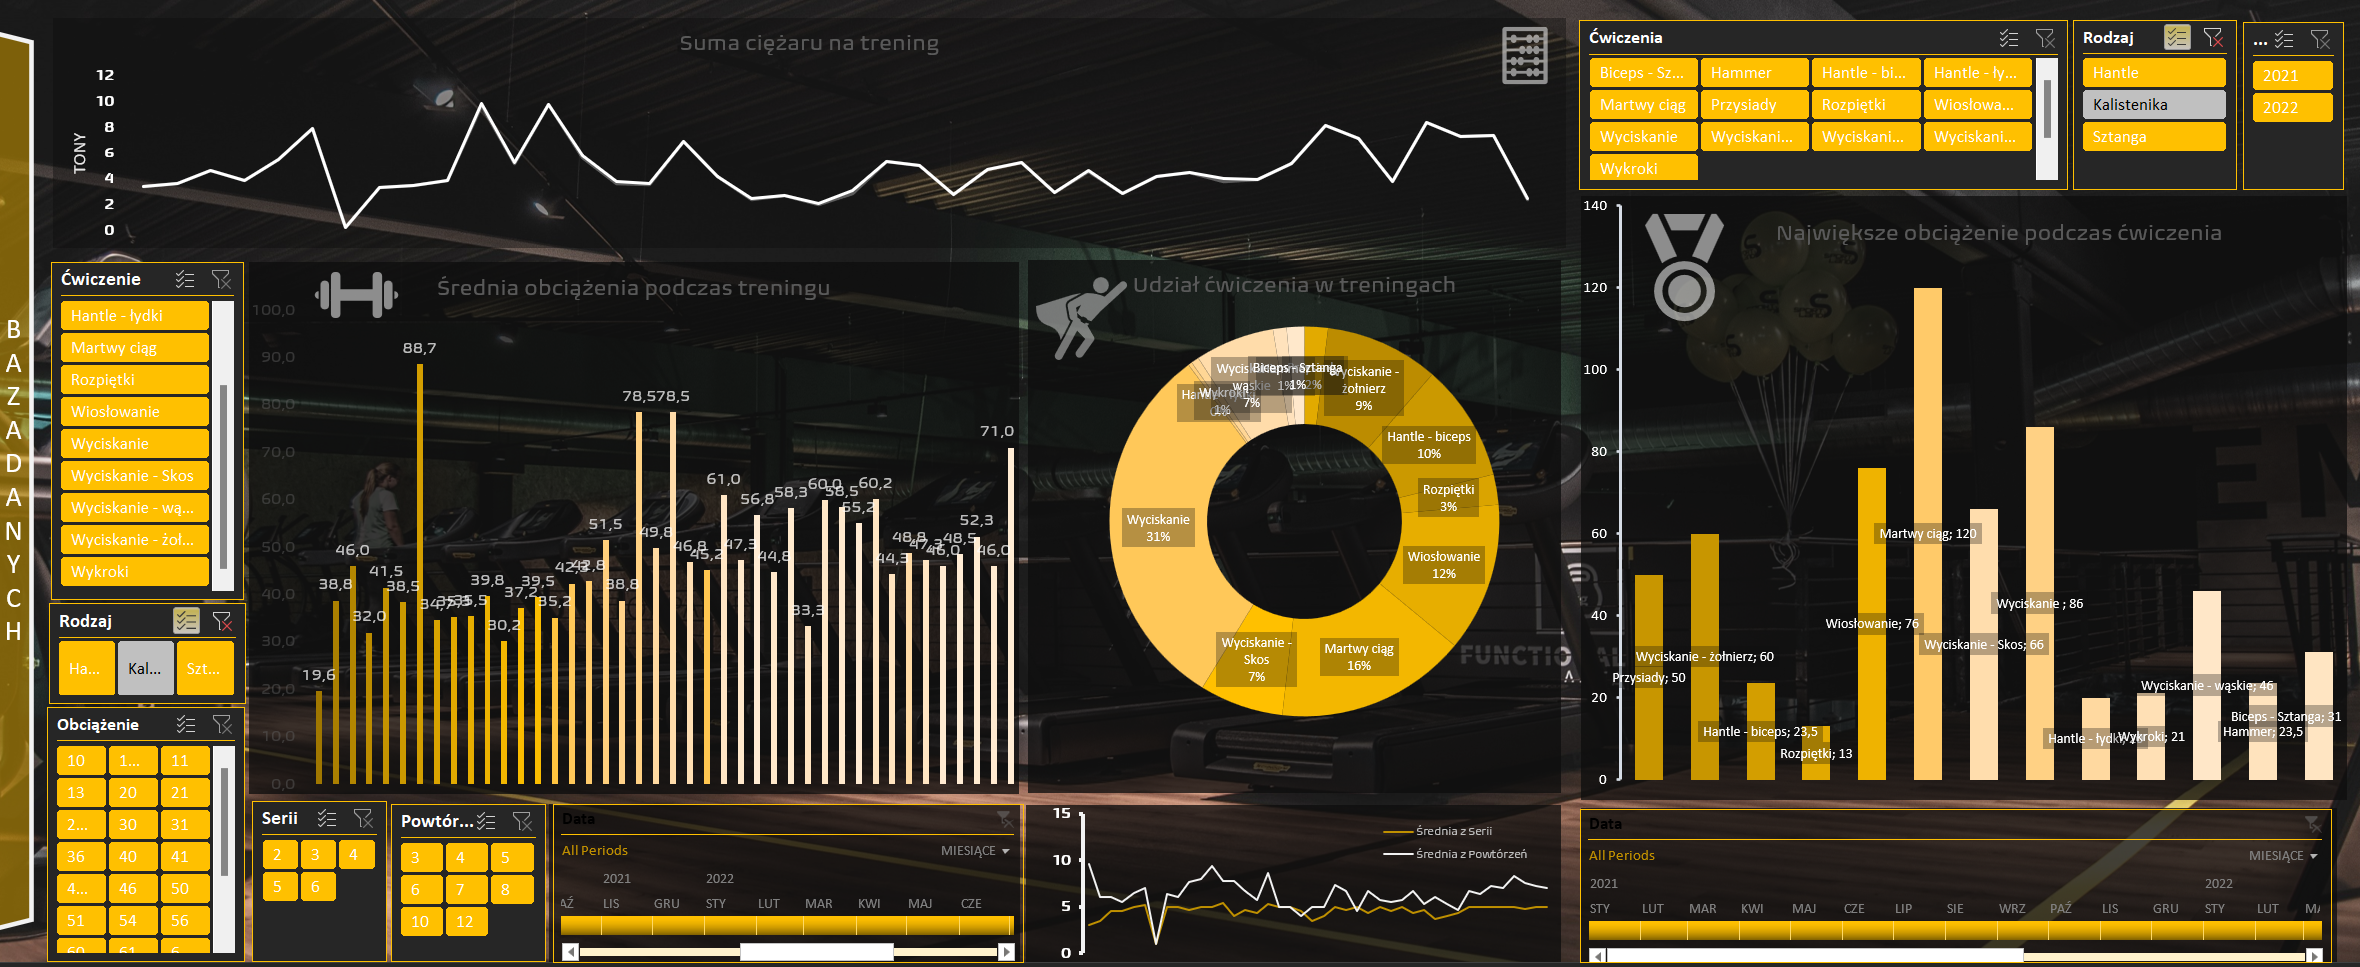 Suma ciężaru na trening
TONY
12
10
8
6
4
2
0
Ćwiczenia
Biceps - Sz...
Hammer
Hantle - bi...
Hantle - ły...
Martwy ciąg
Przysiady
Rozpiętki
Wiosłowa...
Wyciskanie
Wyciskani...
Wyciskani...
Wyciskani...
Wykroki
Rodzaj
Hantle
Kalistenika
Sztanga
...
2021
2022
BAZA DANYCH
Ćwiczenie
Hantle - łydki
Martwy ciąg
Rozpiętki
Wiosłowanie
Wyciskanie
Wyciskanie - Skos
Wyciskanie - wą...
Wyciskanie - żoł...
Wykroki
Rodzaj
Ha...
Kal...
Szt...
Obciążenie
10
1...
11
13
20
21
2...
30
31
36
40
41
4...
46
50
51
54
56
60
61
6...
Średnia obciążenia podczas treningu
100,0
90,0
80,0
70,0
60,0
50,0
40,0
30,0
20,0
10,0
0,0
19,6
38,8
46,0
32,0
41,5
38,5
88,7
34,7
35,3
35,5
39,8
30,2
37,2
39,5
35,2
42,3
42,8
51,5
38,8
78,5
49,8
78,5
46,8
45,2
61,0
47,3
56,8
44,8
58,3
33,3
60,0
58,5
55,2
60,2
44,3
48,8
47,3
46,0
48,5
52,3
46,0
71,0
Udział ćwiczenia w treningach
Biceps - Sztanga
1%
2%
Wyciskanie - żołnierz
9%
Hantle - biceps
10%
Rozpiętki
3%
Wiosłowanie
12%
Martwy ciąg
16%
Wyciskanie -
Skos
7%
Wyciskanie
31%
Wykroki
1%
wąskie
7%
1%
Największe obciążenie podczas ćwiczenia
140
120
100
80
60
40
20
0
Przysiady; 50
Wyciskanie - żołnierz; 60
Hantle - biceps; 23,5
Rozpiętki; 13
Wiosłowanie; 76
Martwy ciąg; 120
Wyciskanie - Skos; 66
Wyciskanie ; 86
Hantle - łydki;
Wykroki; 21
Wyciskanie - wąskie; 46
Hammer; 23,5
Biceps - Sztanga; 31
FUNCTIONAL
Serii
2
3
4
5
6
Powtór...
3
4
5
6
7
8
10
12
Data
All Periods
MIESIĄCE
2021
2022
AŹ
LIS
GRU
STY
LUT
MAR
KWI
MAJ
CZE
15
10
5
0
Średnia z Serii
Średnia z Powtórzeń
Data
All Periods
MIESIĄCE
2021
2022
STY
LUT
MAR
KWI
MAJ
CZE
LIP
SIE
WRZ
PAŹ
LIS
GRU
STY
LUT